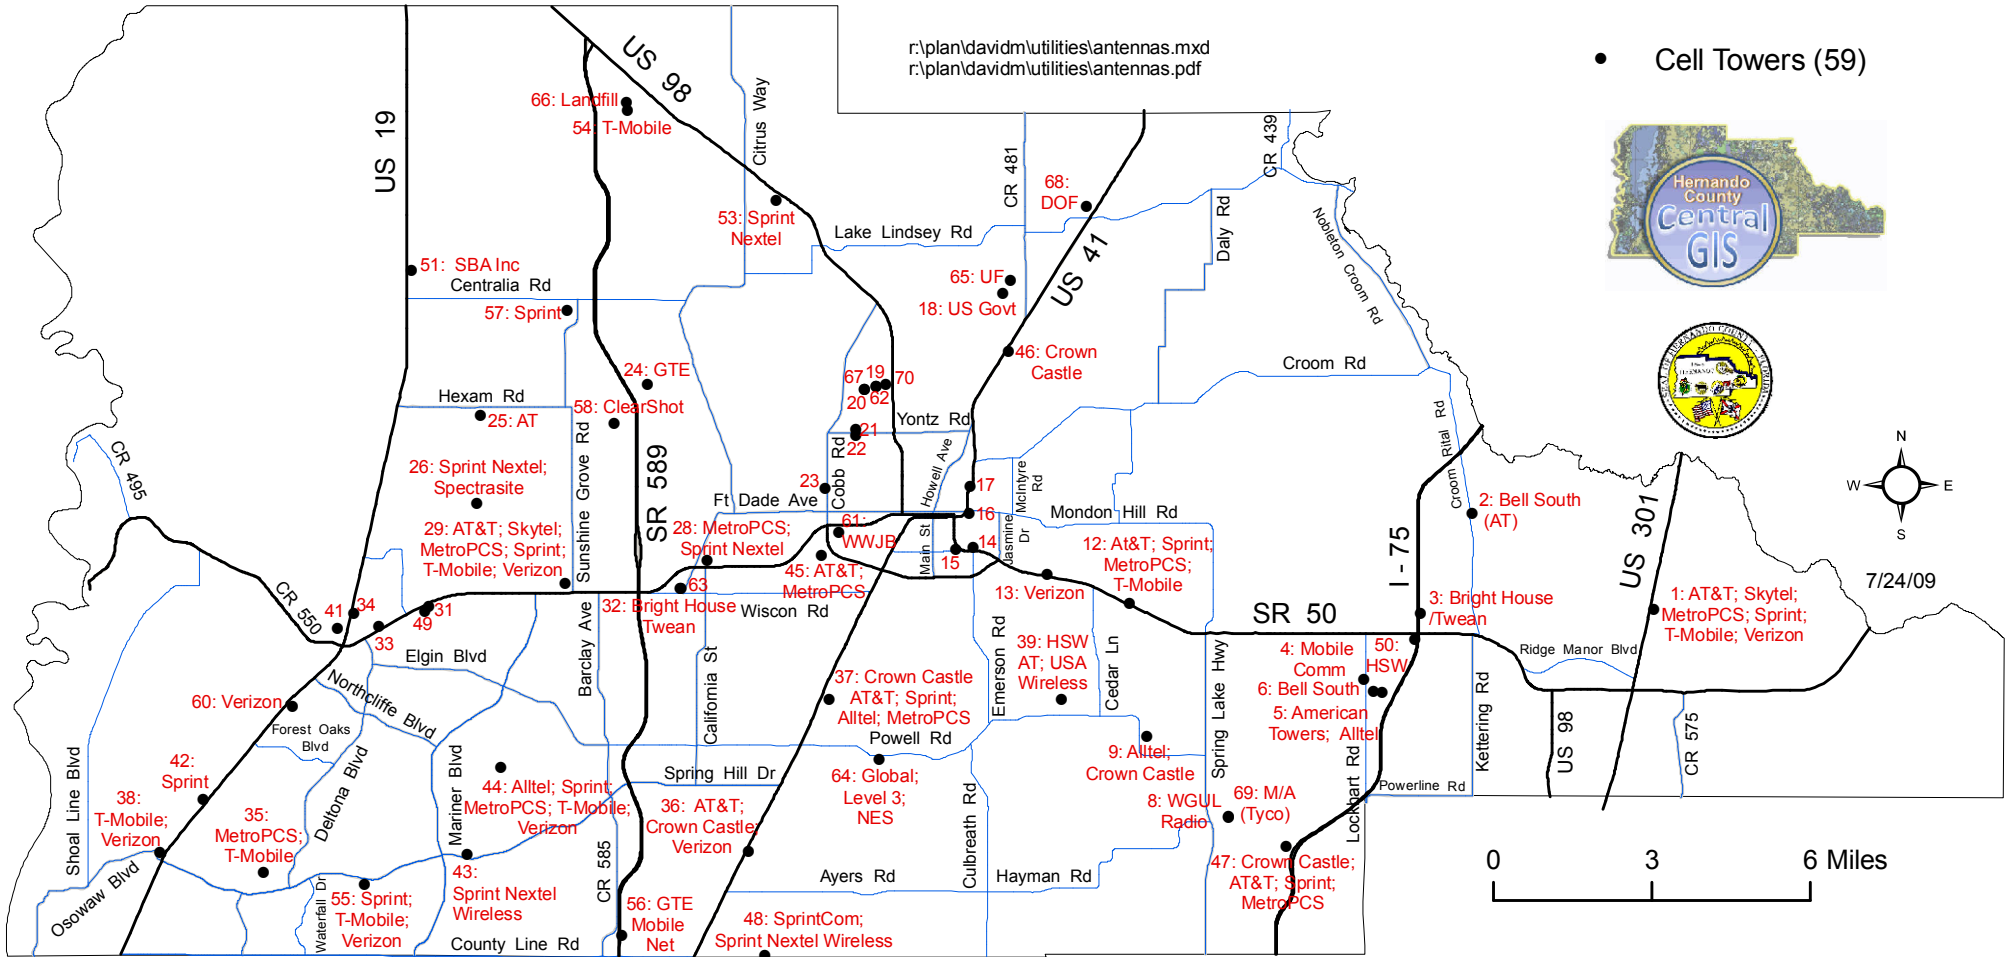 r:\plan\davidm\utilities\antennas.mxd
r:\plan\davidm\utilities\antennas.pdf
Cell Towers (59)
Hernando
County
Central
GIS
SEAL OF HERNANDO COUNTY FLORIDA
N
W
E
S
7/24/09
0
3
6 Miles
US 19
US 98
Citrus Way
66: Landfill
54: T-Mobile
CR 481
CR 439
68:
DOF
53: Sprint
Nextel
Lake Lindsey Rd
Daly Rd
Nobleton Croom Rd
US 41
51: SBA Inc
Centralia Rd
57: Sprint
65: UF
18: US Govt
46: Crown
Castle
Croom Rd
24: GTE
67
19
70
20
62
Hexam Rd
58: ClearShot
25: AT
21
22
Yontz Rd
CR 495
26: Sprint Nextel;
Spectrasite
Sunshine Grove Rd
SR 589
23
Cobb Rd
Howell Ave
17
McIntyre
Rd
Croom Rital Rd
2: Bell South
(AT)
Ft Dade Ave
16
Mondon Hill Rd
29: AT&T; Skytel;
MetroPCS; Sprint;
T-Mobile; Verizon
28: MetroPCS;
Sprint Nextel
61:
WWJB
Main St
15
14
Jasmine
Dr
12: At&T; Sprint;
MetroPCS;
T-Mobile
I - 75
US 301
45: AT&T;
MetroPCS
13: Verizon
CR 550
41
34
31
49
33
63
32: Bright House
Twean
Wiscon Rd
SR 50
3: Bright House
/Twean
1: AT&T; Skytel;
MetroPCS; Sprint;
T-Mobile; Verizon
Elgin Blvd
Barclay Ave
California St
Emerson Rd
39: HSW
AT; USA
Wireless
Cedar Ln
Spring Lake Hwy
4: Mobile
Comm
50:
HSW
6: Bell South
5: American
Towers; Alltel
Ridge Manor Blvd
Kettering Rd
US 98
CR 575
60: Verizon
Northcliffe Blvd
Forest Oaks
Blvd
37: Crown Castle
AT&T; Sprint;
Alltel; MetroPCS
Powell Rd
9: Alltel;
Crown Castle
Shoal Line Blvd
42:
Sprint
Deltona Blvd
Mariner Blvd
44: Alltel; Sprint;
MetroPCS; T-Mobile;
Verizon
Spring Hill Dr
64: Global;
Level 3;
NES
Culbreath Rd
8: WGUL
Radio
69: M/A
(Tyco)
Lockhart Rd
Powerline Rd
38:
T-Mobile;
Verizon
35:
MetroPCS;
T-Mobile
36: AT&T;
Crown Castle;
Verizon
47: Crown Castle;
AT&T; Sprint;
MetroPCS
Osowaw Blvd
Waterfall Dr
55: Sprint;
T-Mobile;
Verizon
43:
Sprint Nextel
Wireless
CR 585
Ayers Rd
Hayman Rd
56: GTE
Mobile
Net
48: SprintCom;
Sprint Nextel Wireless
County Line Rd